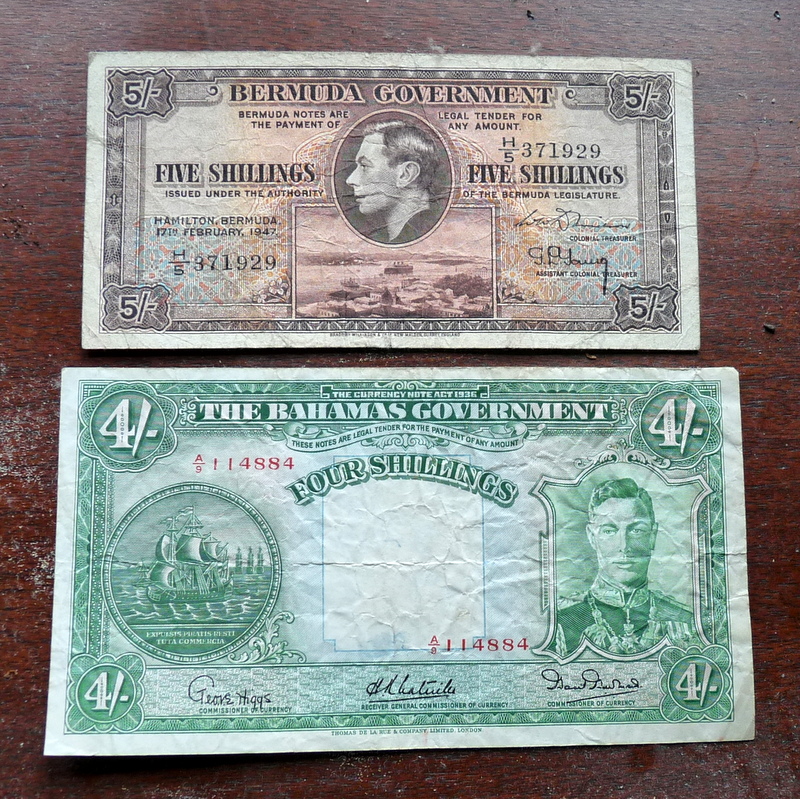 5/- BERMUDA GOVERNMENT 5/-
BERMUDA NOTES ARE LEGAL TENDER FOR
THE PAYMENT OF ANY AMOUNT.
H/5 371929
FIVE SHILLINGS FIVE SHILLINGS
ISSUED UNDER THE AUTHORITY OF THE BERMUDA LEGISLATURE.
HAMILTON, BERMUDA.
17TH FEBRUARY, 1947.
COLONIAL TREASURER
H/5 371929
ASSISTANT COLONIAL TREASURER
5/- 5/-
THE CURRENCY NOTE ACT 1936
4/- THE BAHAMAS GOVERNMENT 4/-
THESE NOTES ARE LEGAL TENDER FOR THE PAYMENT OF ANY AMOUNT
A/9 114884
FOUR SHILLINGS
EXPULSIS PIRATIS RESTI
TUTA COMMERCIA
A/9 114884
4/- 4/-
COMMISSIONER OF CURRENCY
RECEIVER GENERAL COMMISSIONER OF CURRENCY
COMMISSIONER OF CURRENCY
THOMAS DE LA RUE & COMPANY, LIMITED, LONDON.